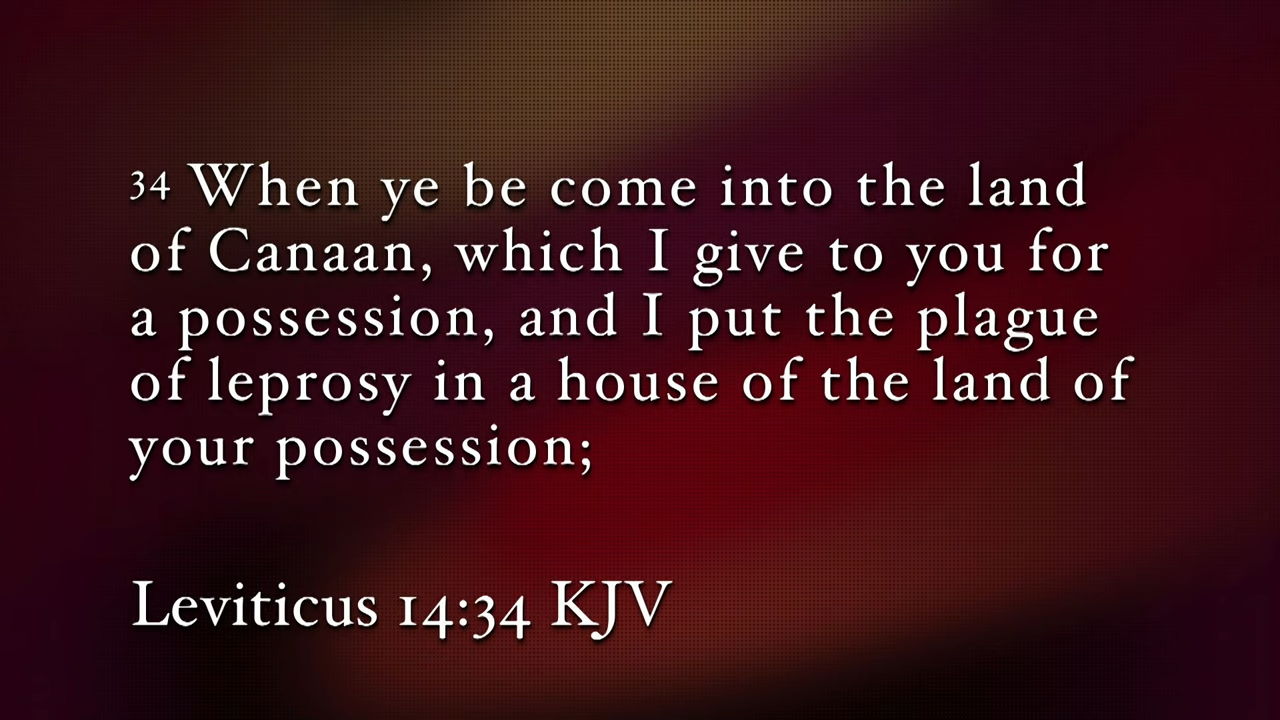 34 When ye be come into the land
of Canaan, which I give to you for
a possession, and I put the plague
of leprosy in a house of the land of
your possession;
Leviticus 14:34 KJV